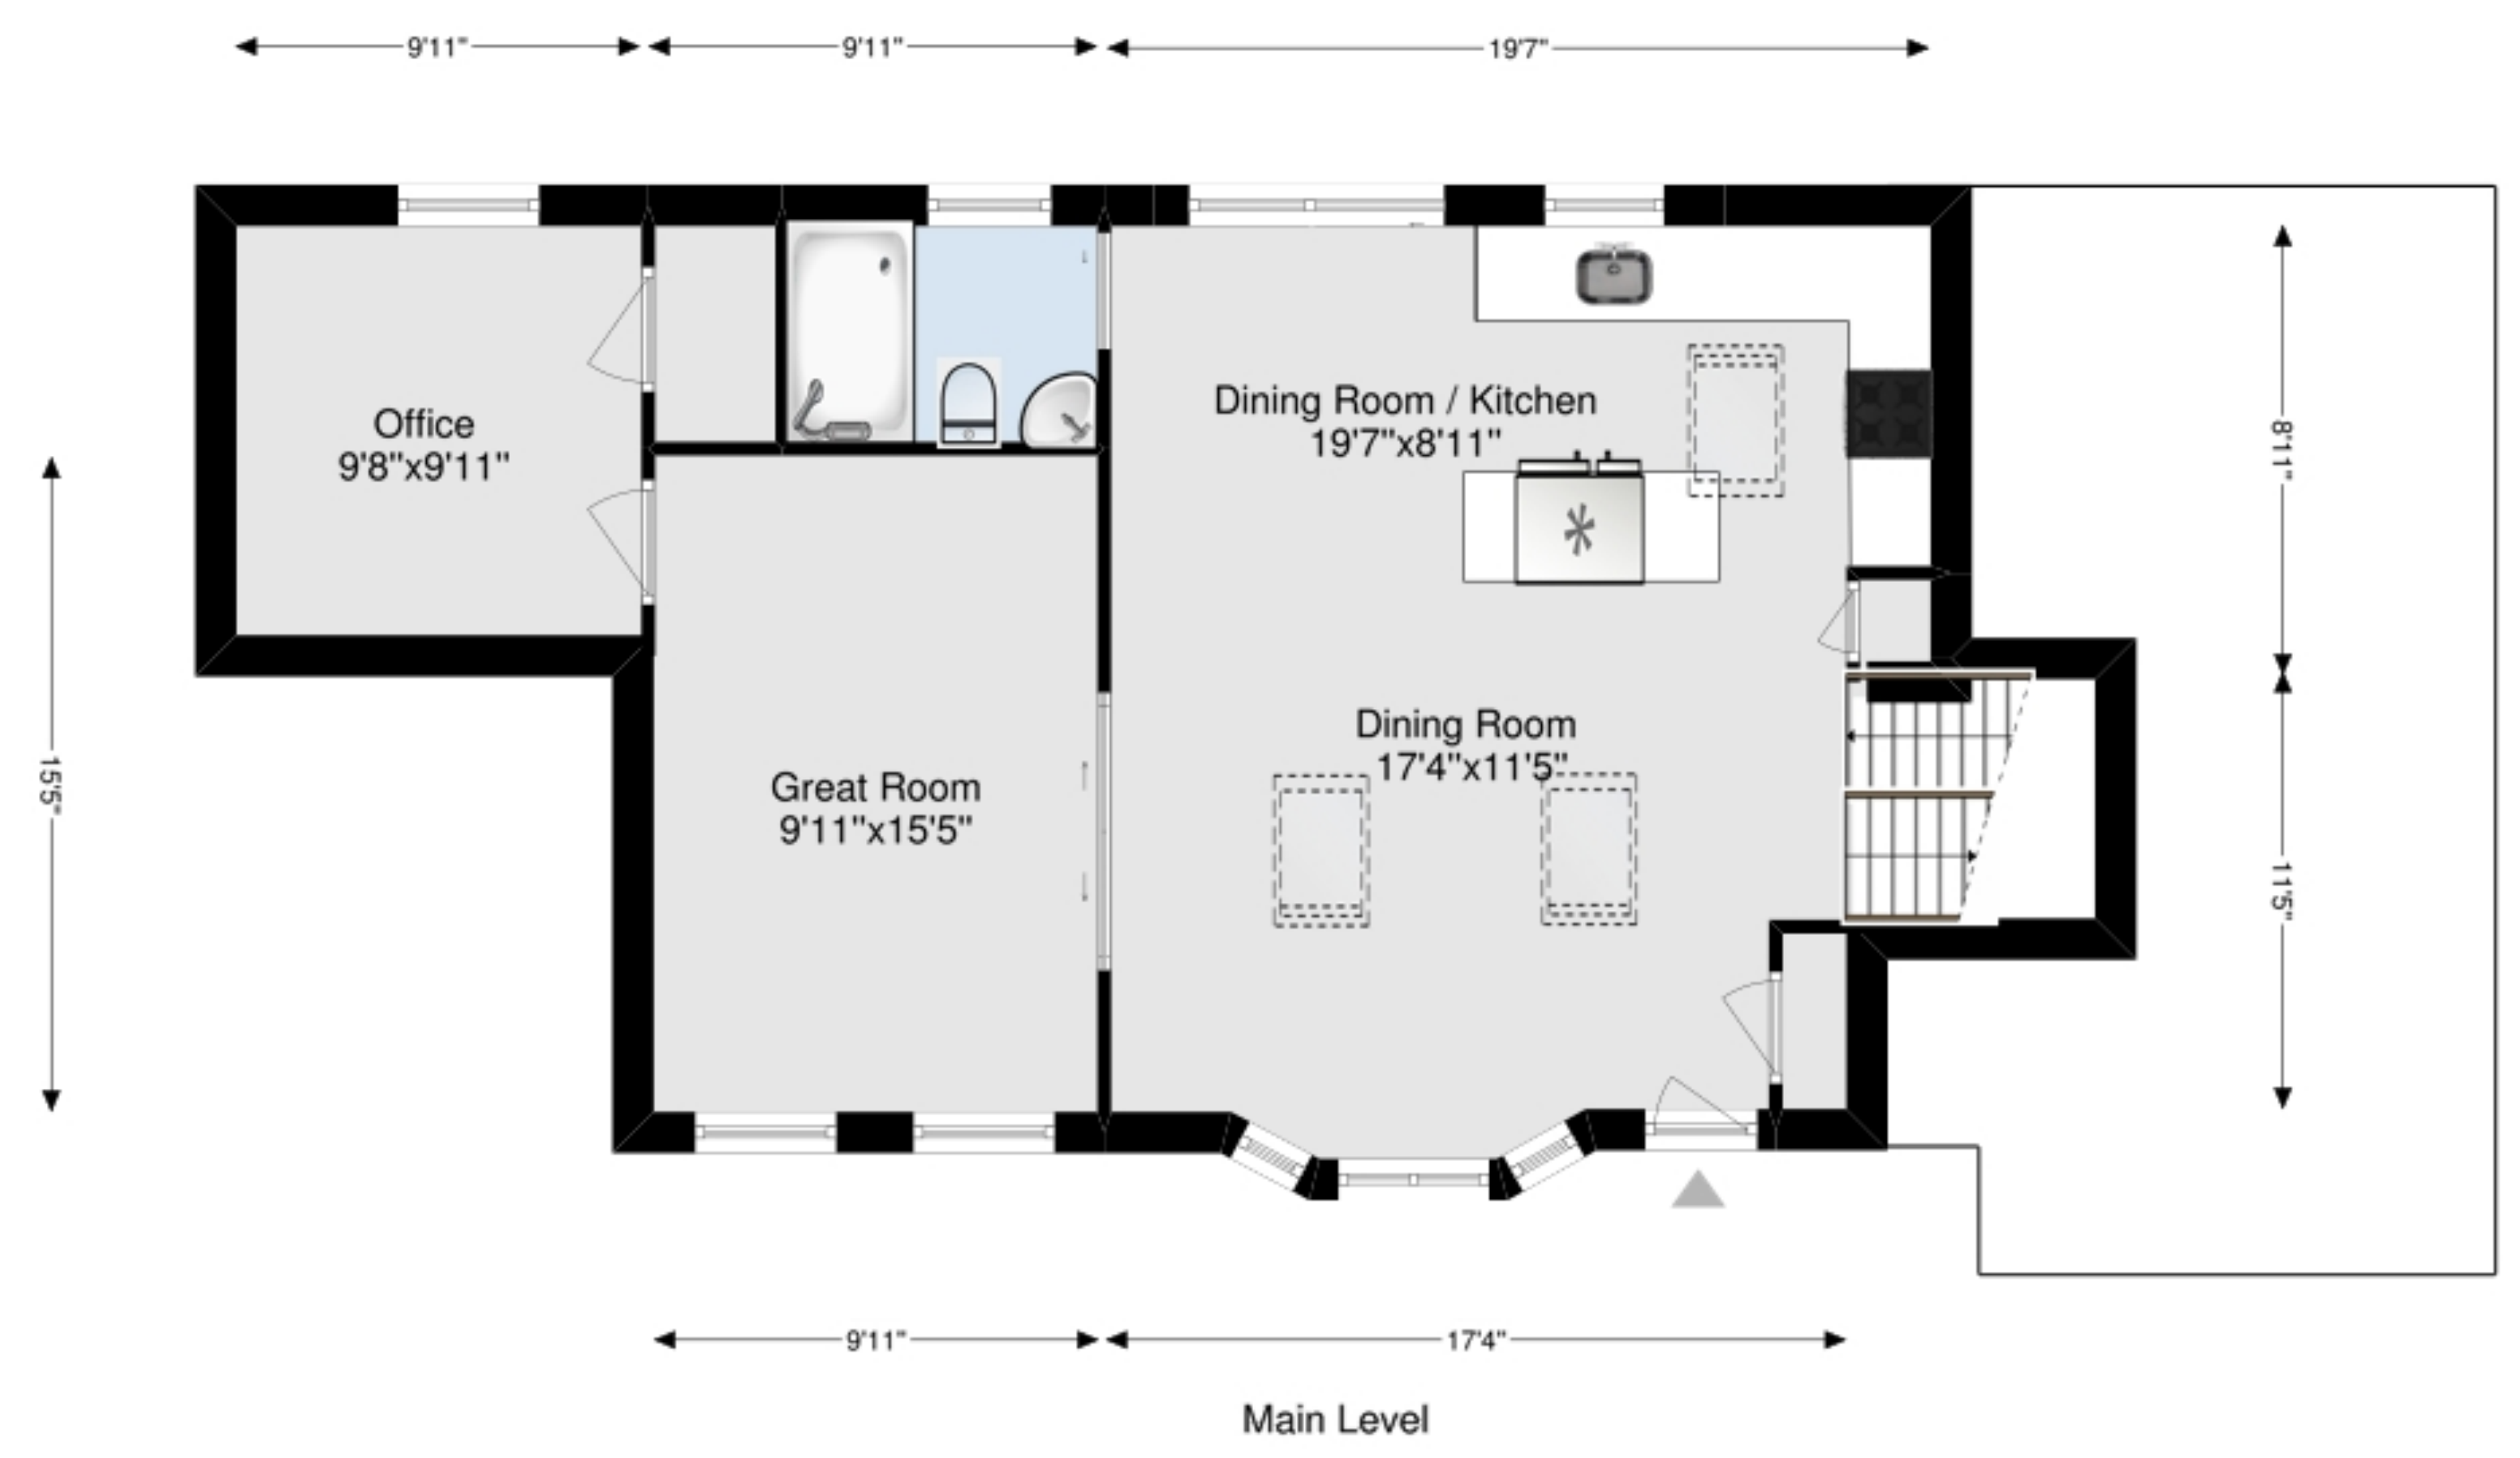 9'11"
9'11"
19'7"
Office
9'8"x9'11"
Dining Room / Kitchen
19'7"x8'11"
8'11"
Dining Room
17'4"x11'5"
Great Room
9'11"x15'5"
15'5"
11'5"
9'11"
17'4"
Main Level